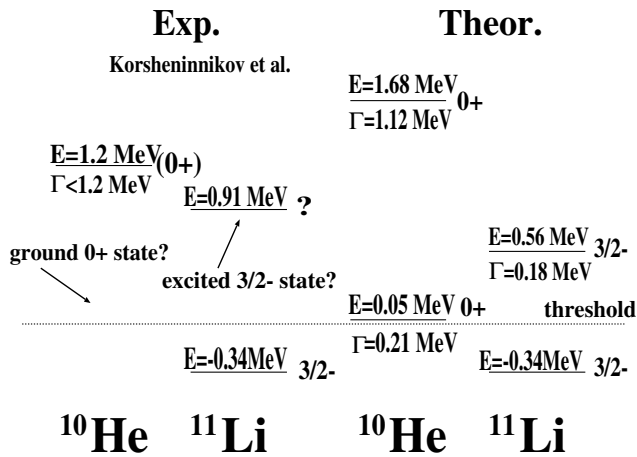 Exp. Theor.
Korsheninnikov et al.
E=1.68 MeV 0+
Γ=1.12 MeV
E=1.2 MeV (0+)
Γ<1.2 MeV
E=0.91 MeV ?
E=0.56 MeV 3/2-
Γ=0.18 MeV
ground 0+ state?
excited 3/2- state?
E=0.05 MeV 0+ threshold
Γ=0.21 MeV
E=-0.34MeV 3/2- E=-0.34MeV 3/2-
¹⁰He ¹¹Li ¹⁰He ¹¹Li